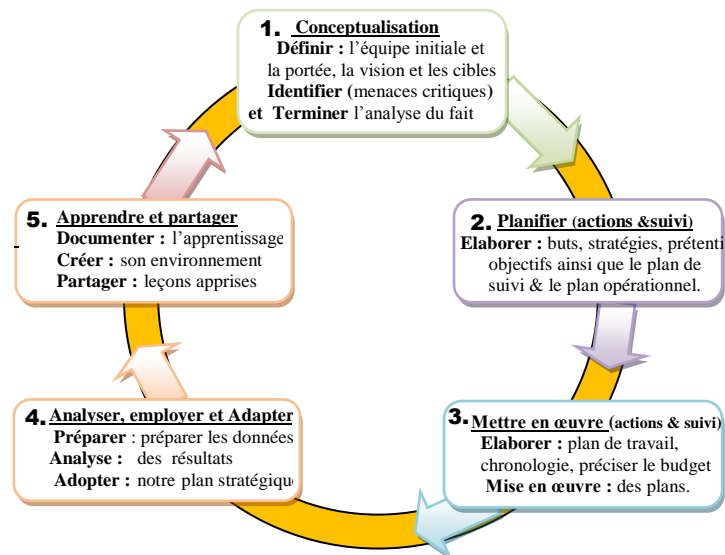 1. Conceptualisation
Définir : l'équipe initiale et
la portée, la vision et les cibles
Identifier (menaces critiques)
et Terminer l'analyse du fait
2. Planifier (actions &suivi)
Elaborer : buts, stratégies, prétenti
objectifs ainsi que le plan de
suivi & le plan opérationnel.
3. Mettre en œuvre (actions & suivi)
Elaborer : plan de travail,
chronologie, préciser le budget
Mise en œuvre : des plans.
4. Analyser, employer et Adapter
Préparer : préparer les données
Analyse : des résultats
Adopter : notre plan stratégiqu
5. Apprendre et partager
Documenter : l'apprentissage
Créer : son environnement
Partager : leçons apprises